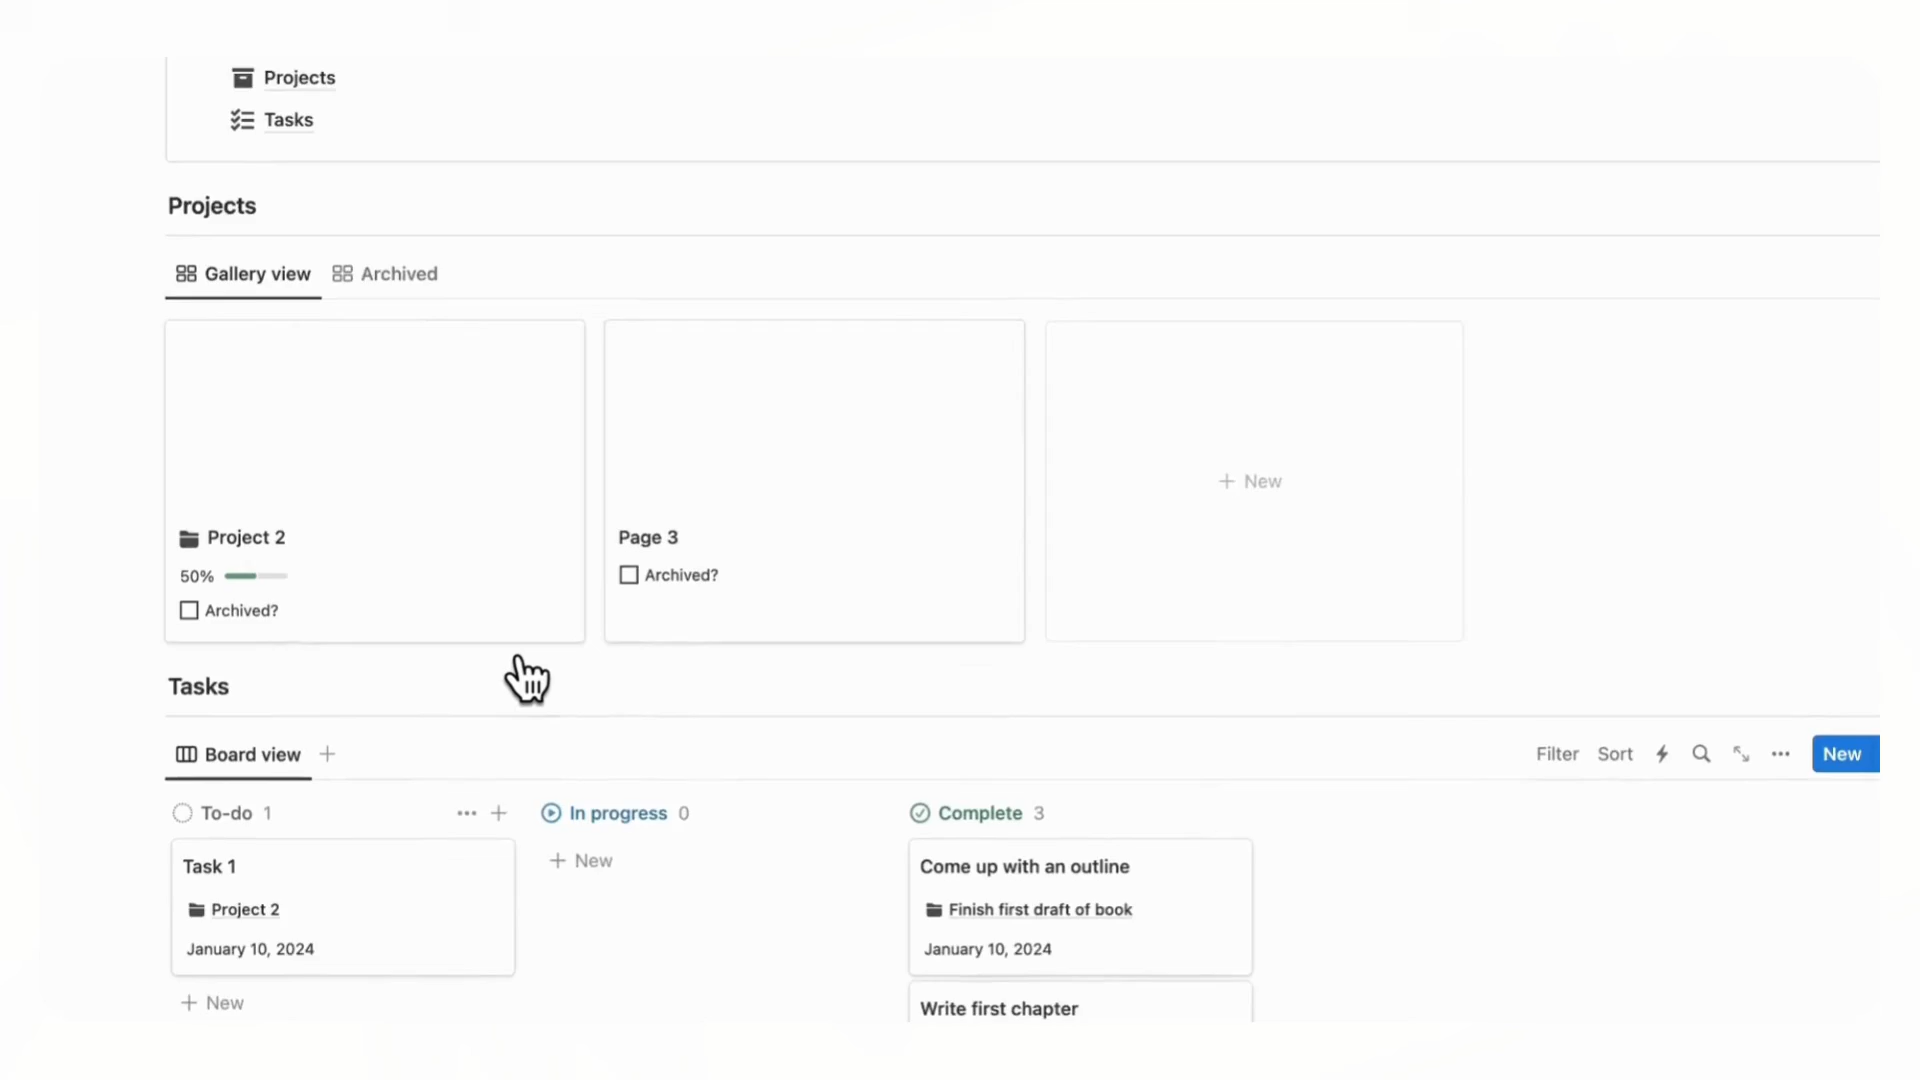 Projects
Tasks
Projects
Gallery view Archived
Project 2
50%
Archived?
Page 3
Archived?
+ New
Tasks
Board view +
Filter Sort ... New
To-do 1 ... +
Task 1
Project 2
January 10, 2024
+ New
In progress 0
+ New
Complete 3
Come up with an outline
Finish first draft of book
January 10, 2024
Write first chapter